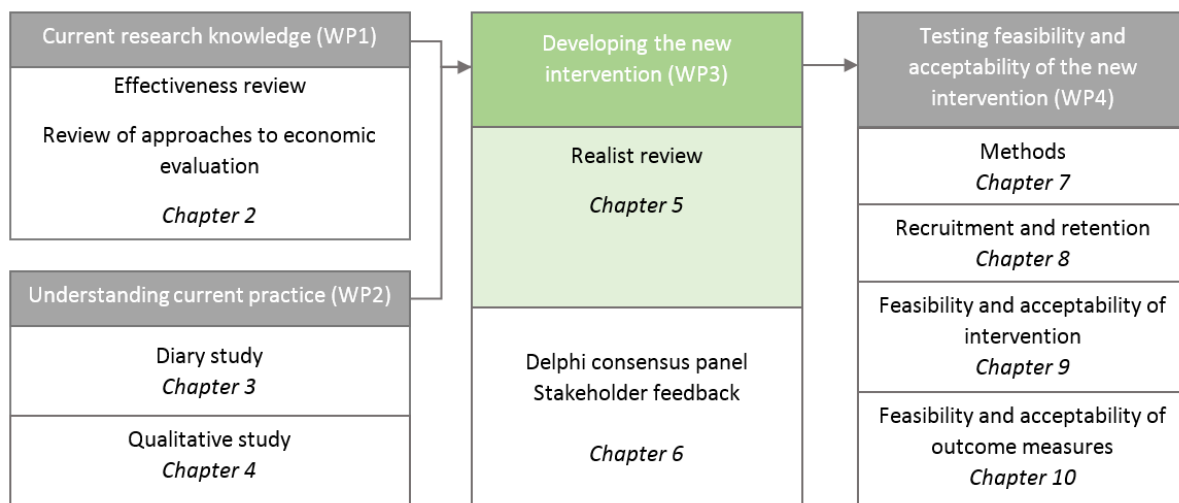 Current research knowledge (WP1)
Effectiveness review
Review of approaches to economic
evaluation
Chapter 2
Understanding current practice (WP2)
Diary study
Chapter 3
Qualitative study
Chapter 4
Developing the new
intervention (WP3)
Realist review
Chapter 5
Delphi consensus panel
Stakeholder feedback
Chapter 6
Testing feasibility and
acceptability of the new
intervention (WP4)
Methods
Chapter 7
Recruitment and retention
Chapter 8
Feasibility and acceptability of
intervention
Chapter 9
Feasibility and acceptability of
outcome measures
Chapter 10